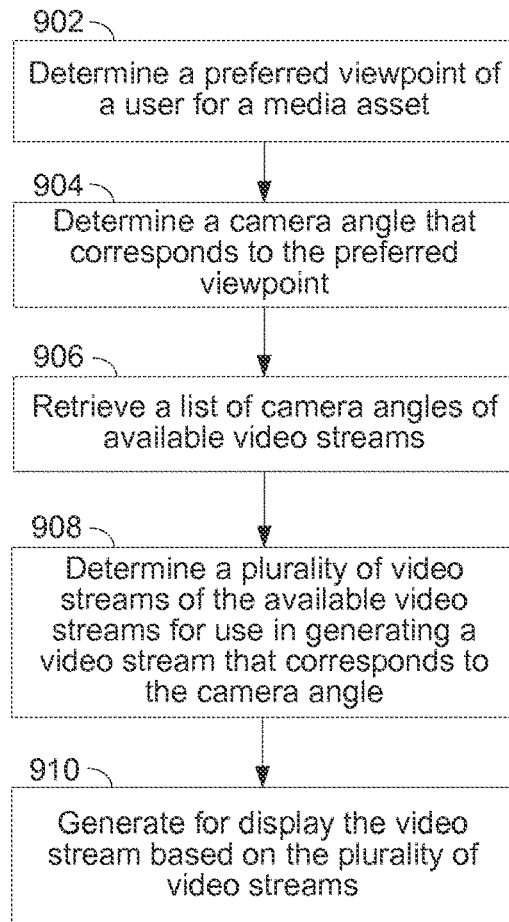 902
Determine a preferred viewpoint of
a user for a media asset
904
Determine a camera angle that
corresponds to the preferred
viewpoint
906
Retrieve a list of camera angles of
available video streams
908
Determine a plurality of video
streams of the available video
streams for use in generating a
video stream that corresponds to
the camera angle
910
Generate for display the video
stream based on the plurality of
video streams